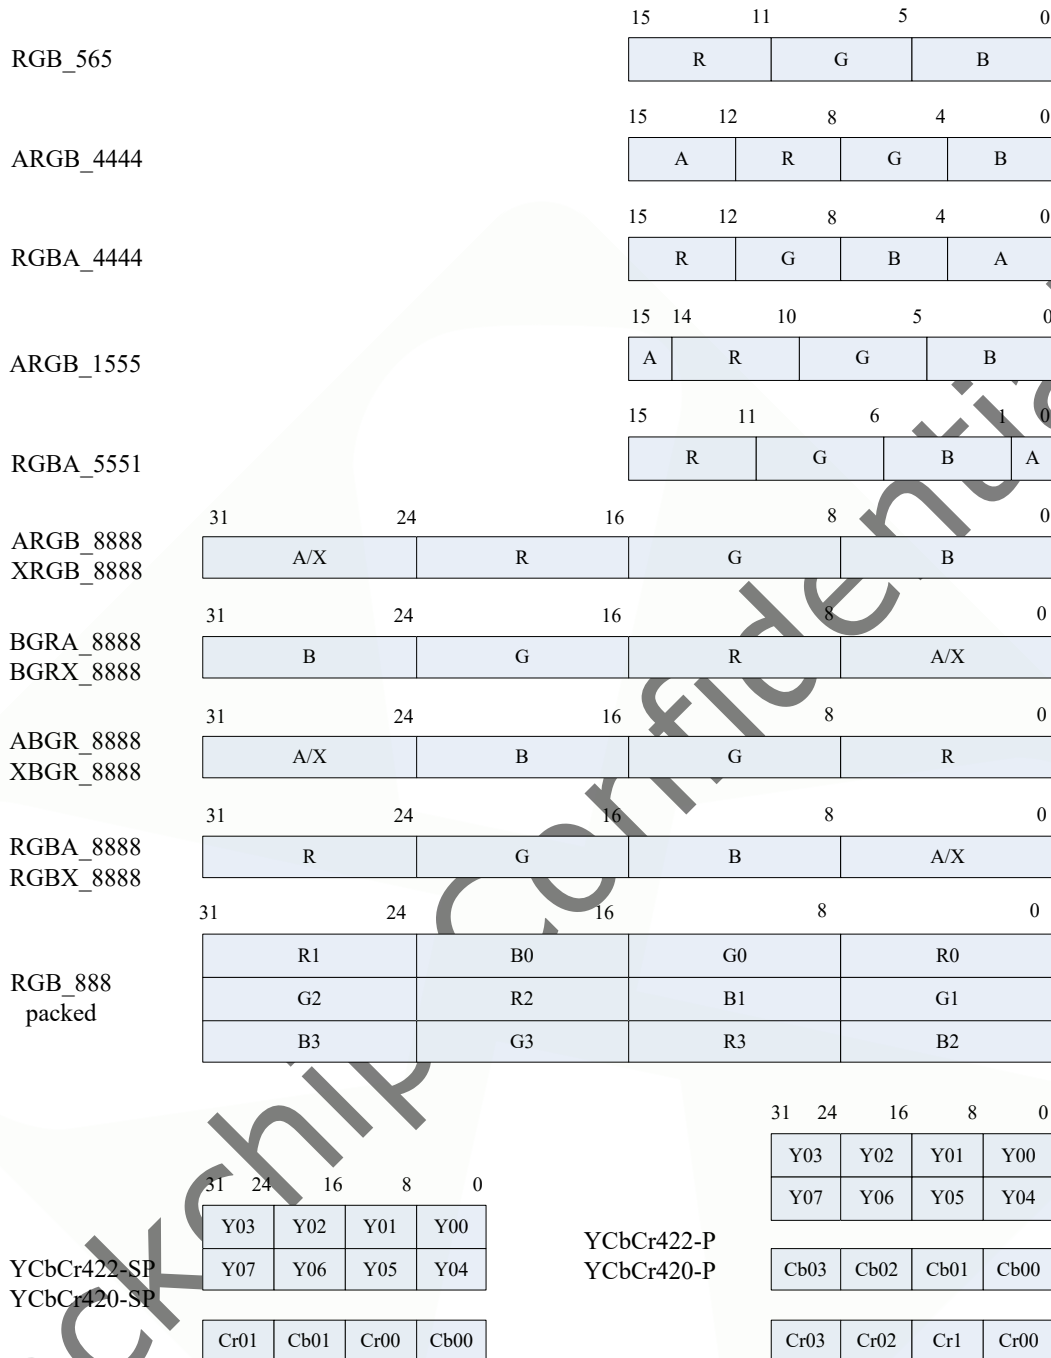 15 11 5 0
RGB_565 R G B
15 12 8 4 0
ARGB_4444 A R G B
15 12 8 4 0
RGBA_4444 R G B A
15 14 10 5 0
ARGB_1555 A R G B
15 11 6 1 0
RGBA_5551 R G B A
31 24 16 8 0
ARGB_8888
XRGB_8888
A/X R G B
31 24 16 8 0
BGRA_8888
BGRX_8888
B G R A/X
31 24 16 8 0
ABGR_8888
XBGR_8888
A/X B G R
31 24 16 8 0
RGBA_8888
RGBX_8888
R G B A/X
31 24 16 8 0
RGB_888
packed
R1 B0 G0 R0
G2 R2 B1 G1
B3 G3 R3 B2
31 24 16 8 0
YCbCr422-SP
YCbCr420-SP
Y03 Y02 Y01 Y00
Y07 Y06 Y05 Y04
Cr01 Cb01 Cr00 Cb00
31 24 16 8 0
YCbCr422-P
YCbCr420-P
Y03 Y02 Y01 Y00
Y07 Y06 Y05 Y04
Cb03 Cb02 Cb01 Cb00
Cr03 Cr02 Cr1 Cr00
ckchip Confidentia